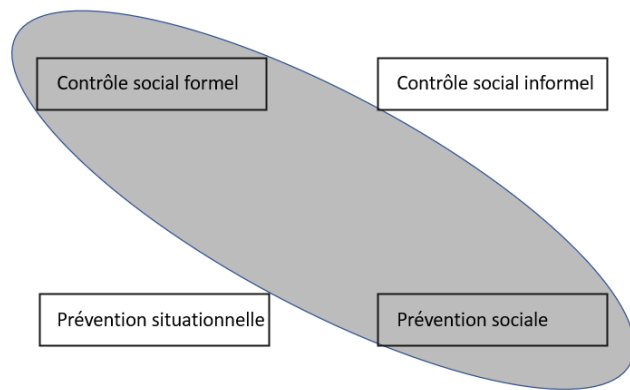 Contrôle social formel
Contrôle social informel
Prévention situationnelle
Prévention sociale